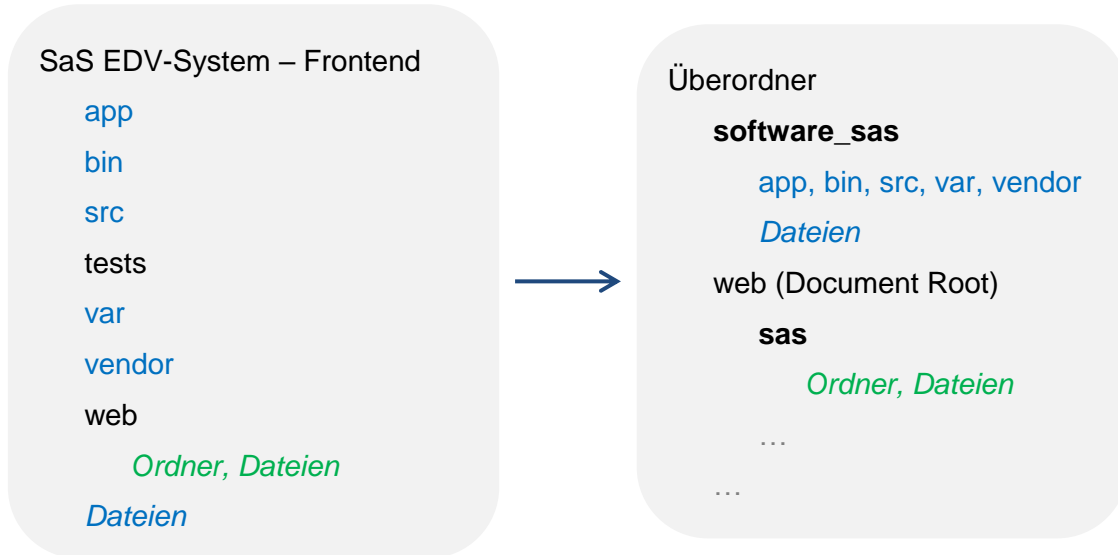 SaS EDV-System – Frontend
app
bin
src
tests
var
vendor
web
Ordner, Dateien
Dateien
Überordner
software_sas
app, bin, src, var, vendor
Dateien
web (Document Root)
sas
Ordner, Dateien
…
…